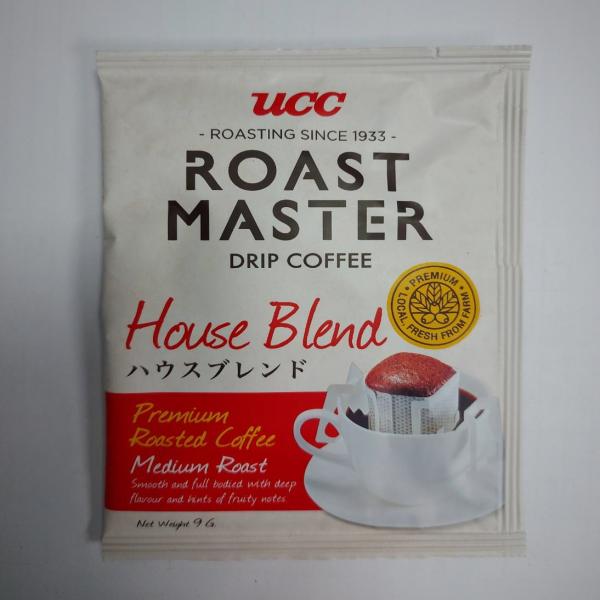 UCC
- ROASTING SINCE 1933 -
ROAST
MASTER
DRIP COFFEE
• PREMIUM •
LOCAL, FRESH FROM FARM
House Blend
ハウスブレンド
Premium
Roasted Coffee
Medium Roast
Smooth and full bodied with deep
flavour and hints of fruity notes.
Net Weight 9 G.